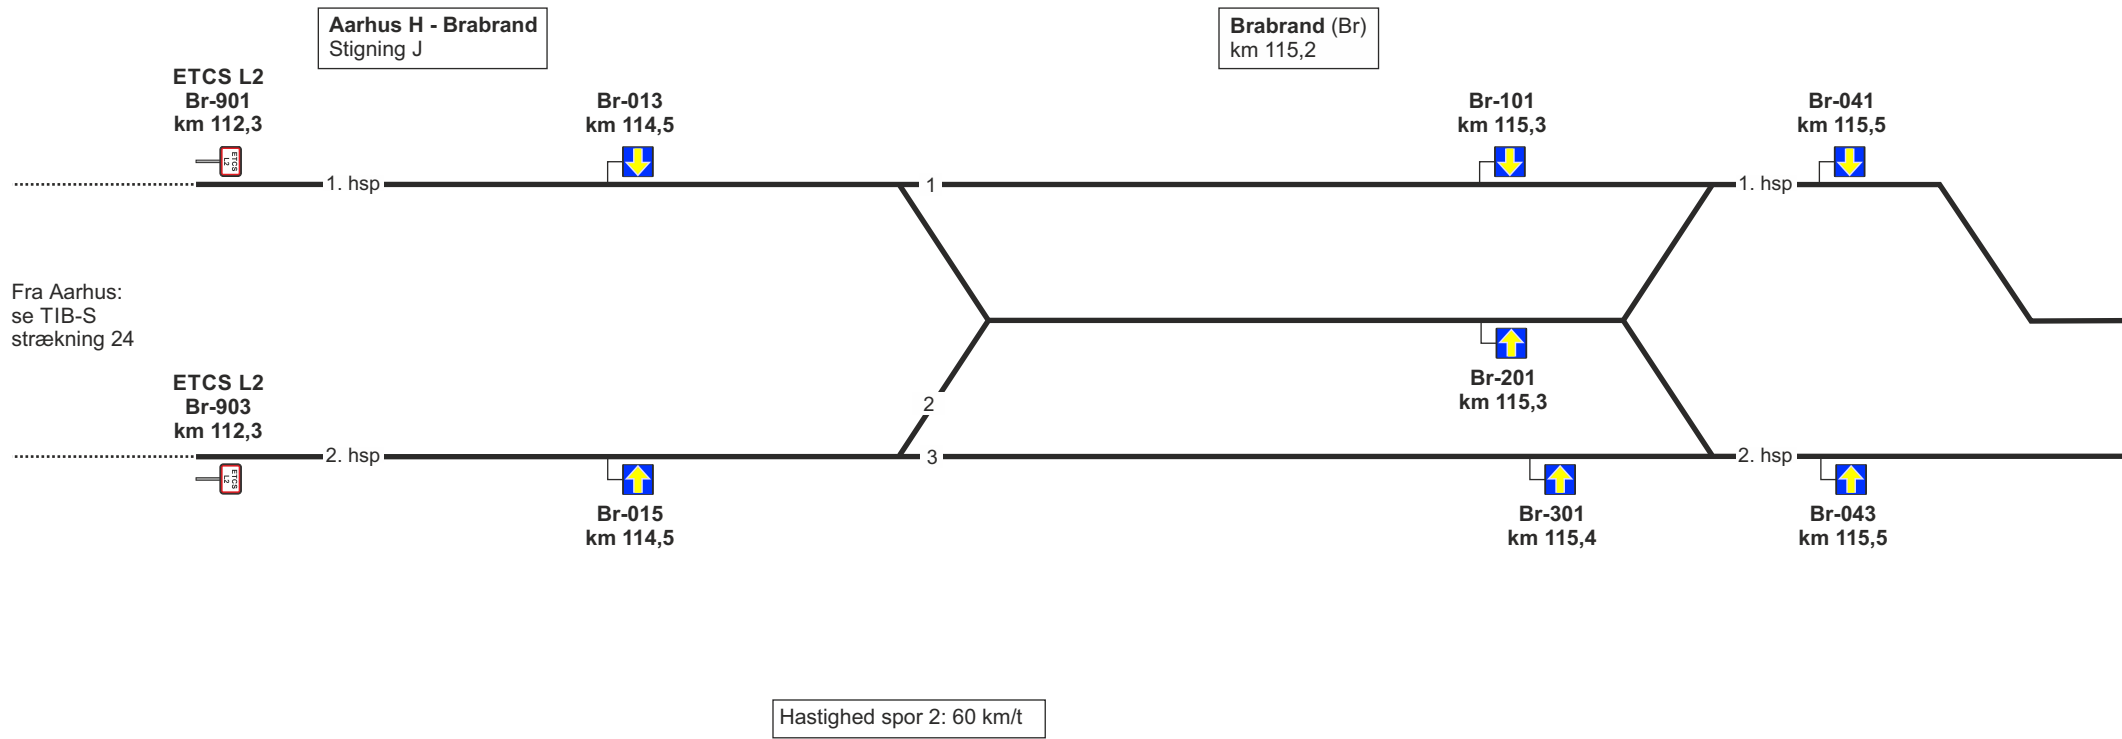 Aarhus H - Brabrand
Stigning J
Brabrand (Br)
km 115,2
ETCS L2
Br-901
km 112,3
Br-013
km 114,5
Br-101
km 115,3
Br-041
km 115,5
ETCS
L2
1. hsp
1
1. hsp
Fra Aarhus:
se TIB-S
strækning 24
ETCS L2
Br-903
km 112,3
Br-201
km 115,3
2
2. hsp
3
2. hsp
ETCS
L2
Br-015
km 114,5
Br-301
km 115,4
Br-043
km 115,5
Hastighed spor 2: 60 km/t